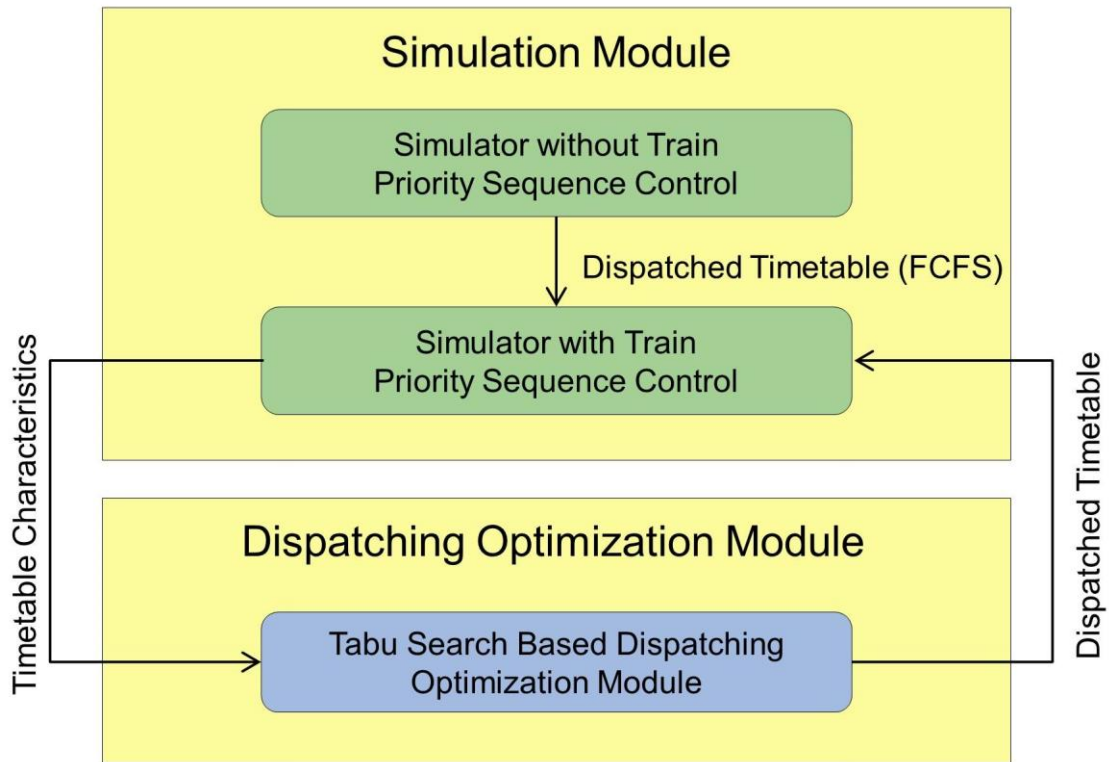 Simulation Module
Simulator without Train
Priority Sequence Control
Dispatched Timetable (FCFS)
Simulator with Train
Priority Sequence Control
Timetable Characteristics
Dispatched Timetable
Dispatching Optimization Module
Tabu Search Based Dispatching
Optimization Module